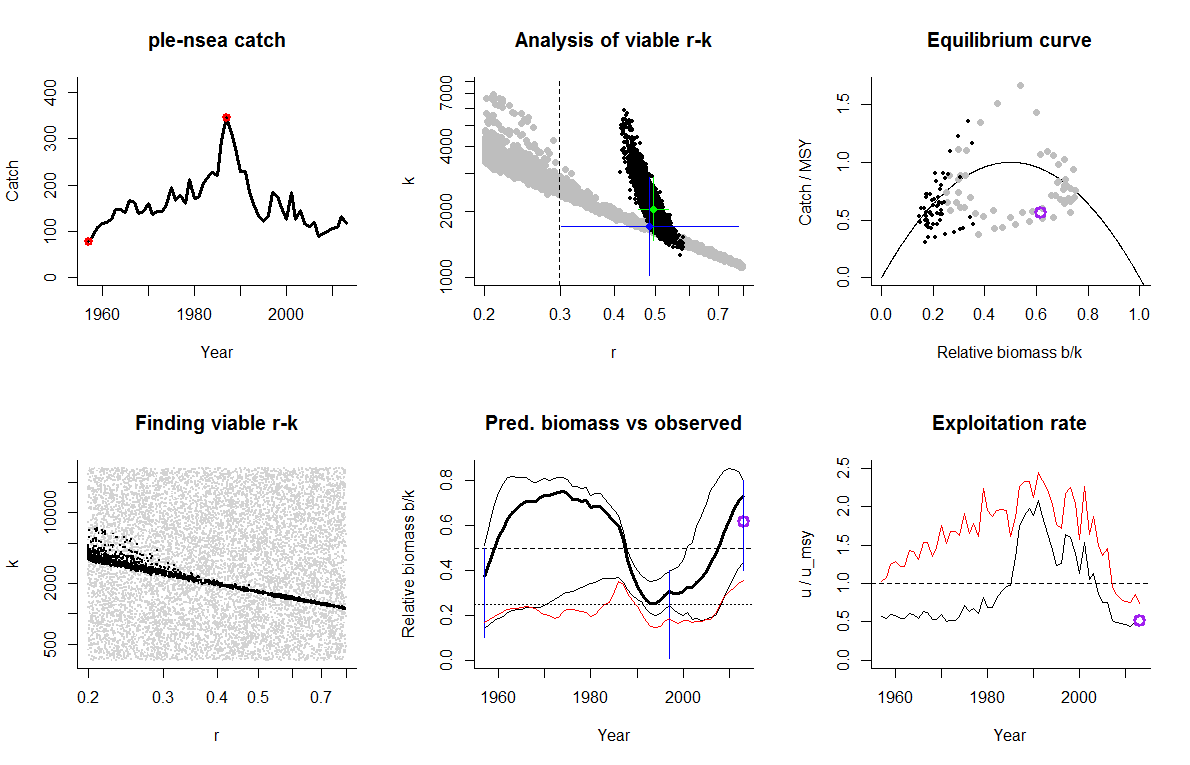 ple-nsea catch
Catch
400
300
200
100
0
1960
1980
2000
Year
Analysis of viable r-k
k
7000
4000
2000
1000
0.2
0.3
0.4
0.5
0.7
r
Equilibrium curve
Catch / MSY
1.5
1.0
0.5
0.0
0.0
0.2
0.4
0.6
0.8
1.0
Relative biomass b/k
Finding viable r-k
k
10000
2000
500
0.2
0.3
0.4
0.5
0.7
r
Pred. biomass vs observed
Relative biomass b/k
0.8
0.6
0.4
0.2
0.0
1960
1980
2000
Year
Exploitation rate
u / u_msy
2.5
2.0
1.5
1.0
0.5
0.0
1960
1980
2000
Year